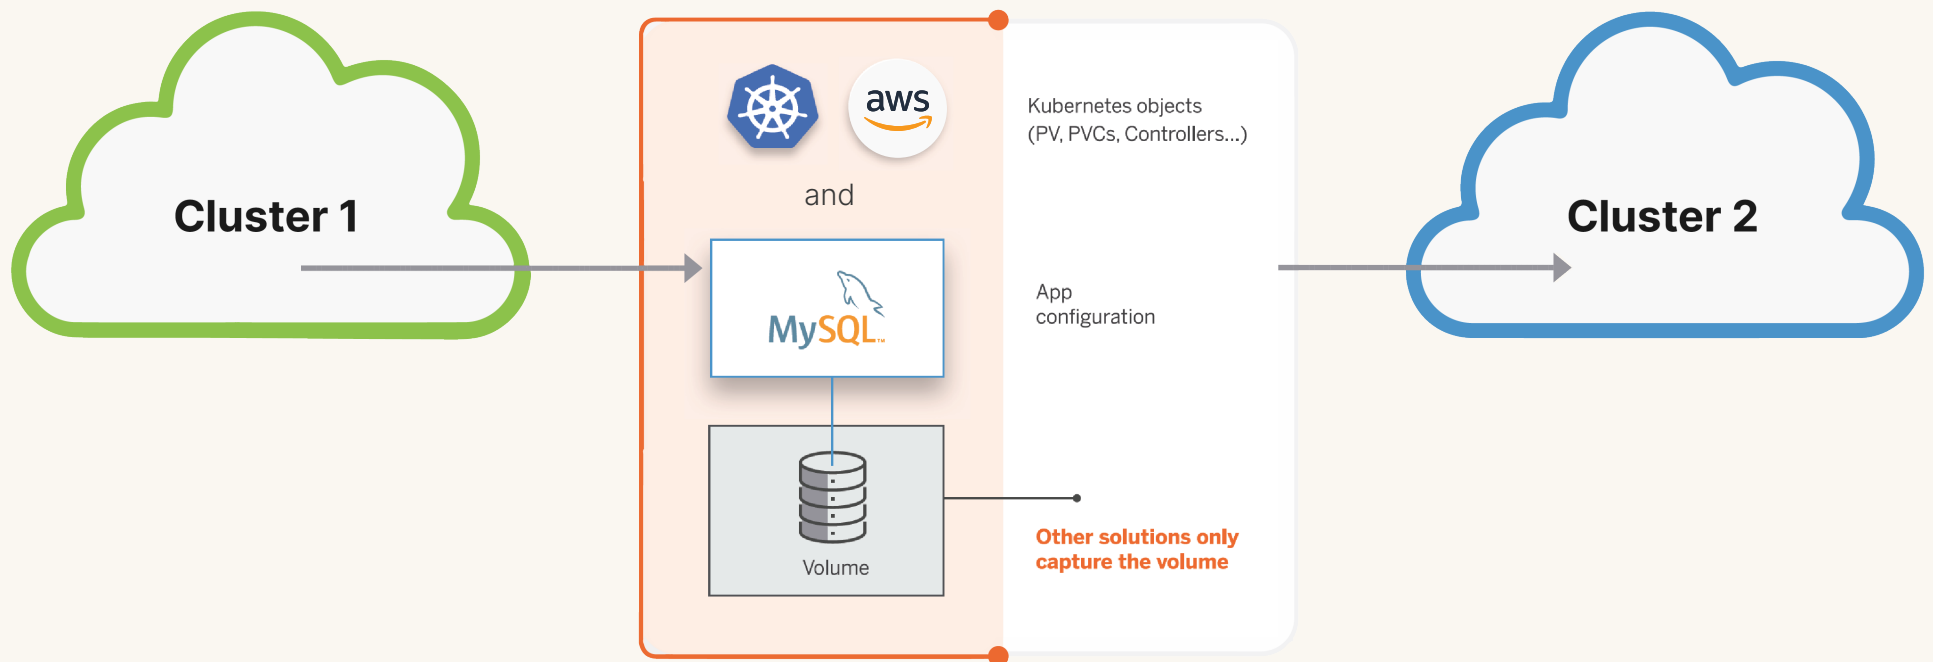 Cluster 1
aws
and
MySQL™
Volume
Kubernetes objects
(PV, PVCs, Controllers...)
App
configuration
Other solutions only
capture the volume
Cluster 2